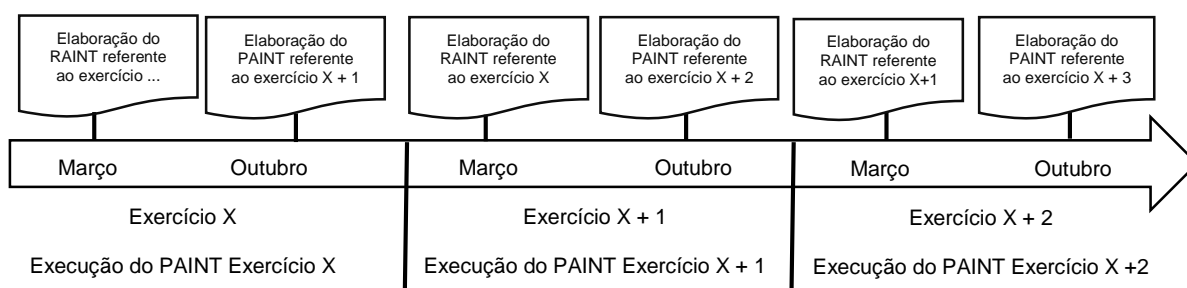 Elaboração do
RAINT referente
ao exercício ...
Elaboração do
PAINT referente
ao exercício X + 1
Elaboração do
RAINT referente
ao exercício X
Elaboração do
PAINT referente
ao exercício X + 2
Elaboração do
RAINT referente
ao exercício X+1
Elaboração do
PAINT referente
ao exercício X + 3
Março
Outubro
Março
Outubro
Março
Outubro
Exercício X
Exercício X + 1
Exercício X + 2
Execução do PAINT Exercício X
Execução do PAINT Exercício X + 1
Execução do PAINT Exercício X +2